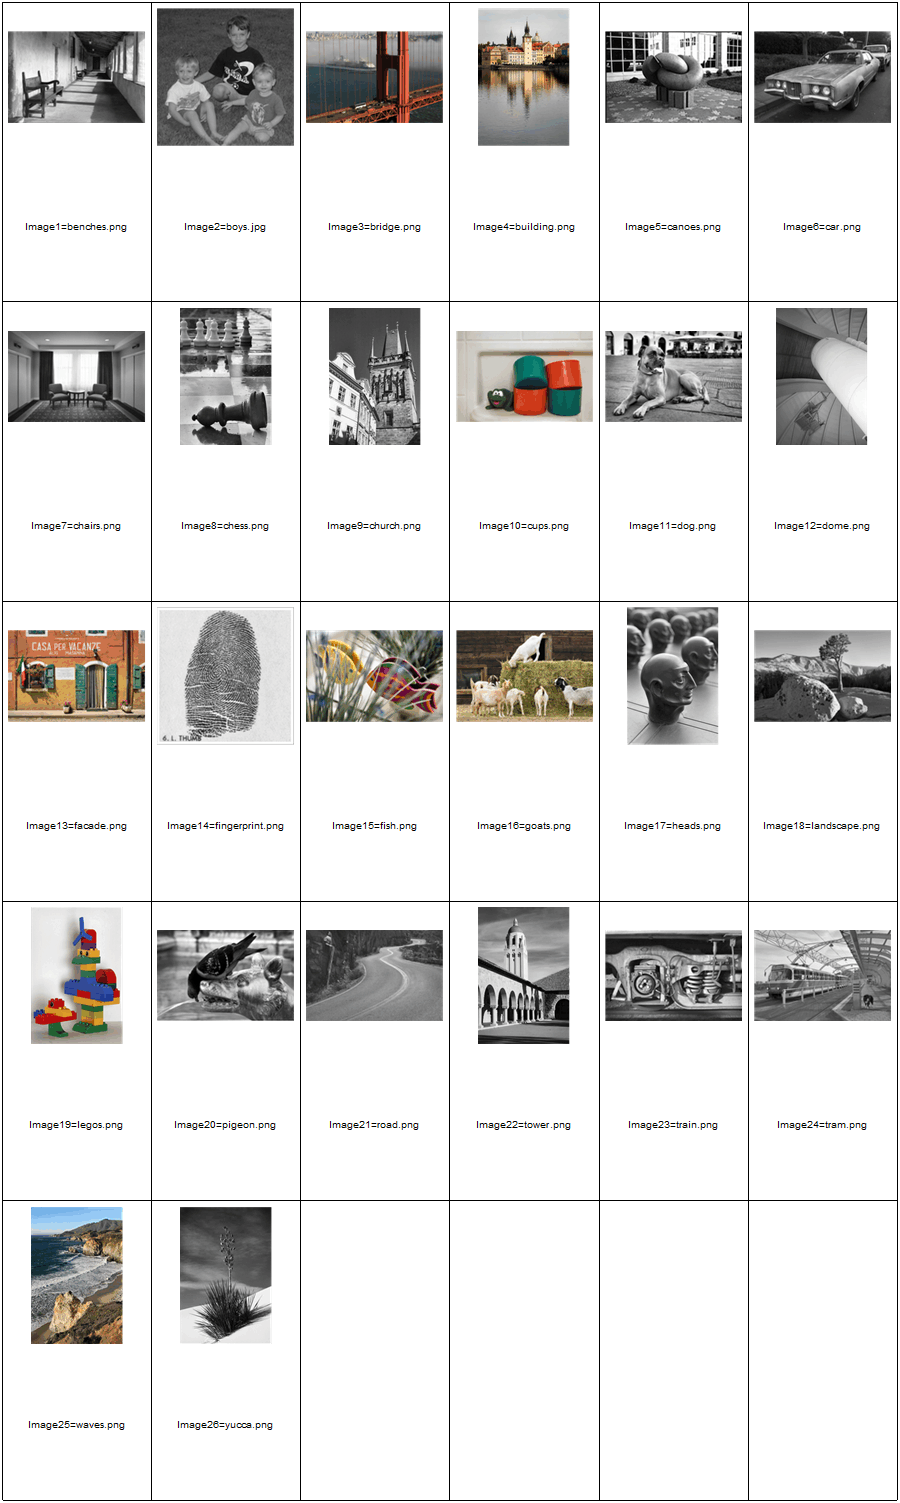 Image1=benches.png
Image2=boys.jpg
Image3=bridge.png
Image4=building.png
Image5=canoes.png
Image6=car.png
Image7=chairs.png
Image8=chess.png
Image9=church.png
Image10=cups.png
Image11=dog.png
Image12=dome.png
CASA PER VACANZE
6. L. THUMB
Image13=facade.png
Image14=fingerprint.png
Image15=fish.png
Image16=goats.png
Image17=heads.png
Image18=landscape.png
Image19=legos.png
Image20=pigeon.png
Image21=road.png
Image22=tower.png
Image23=train.png
Image24=tram.png
Image25=waves.png
Image26=yucca.png